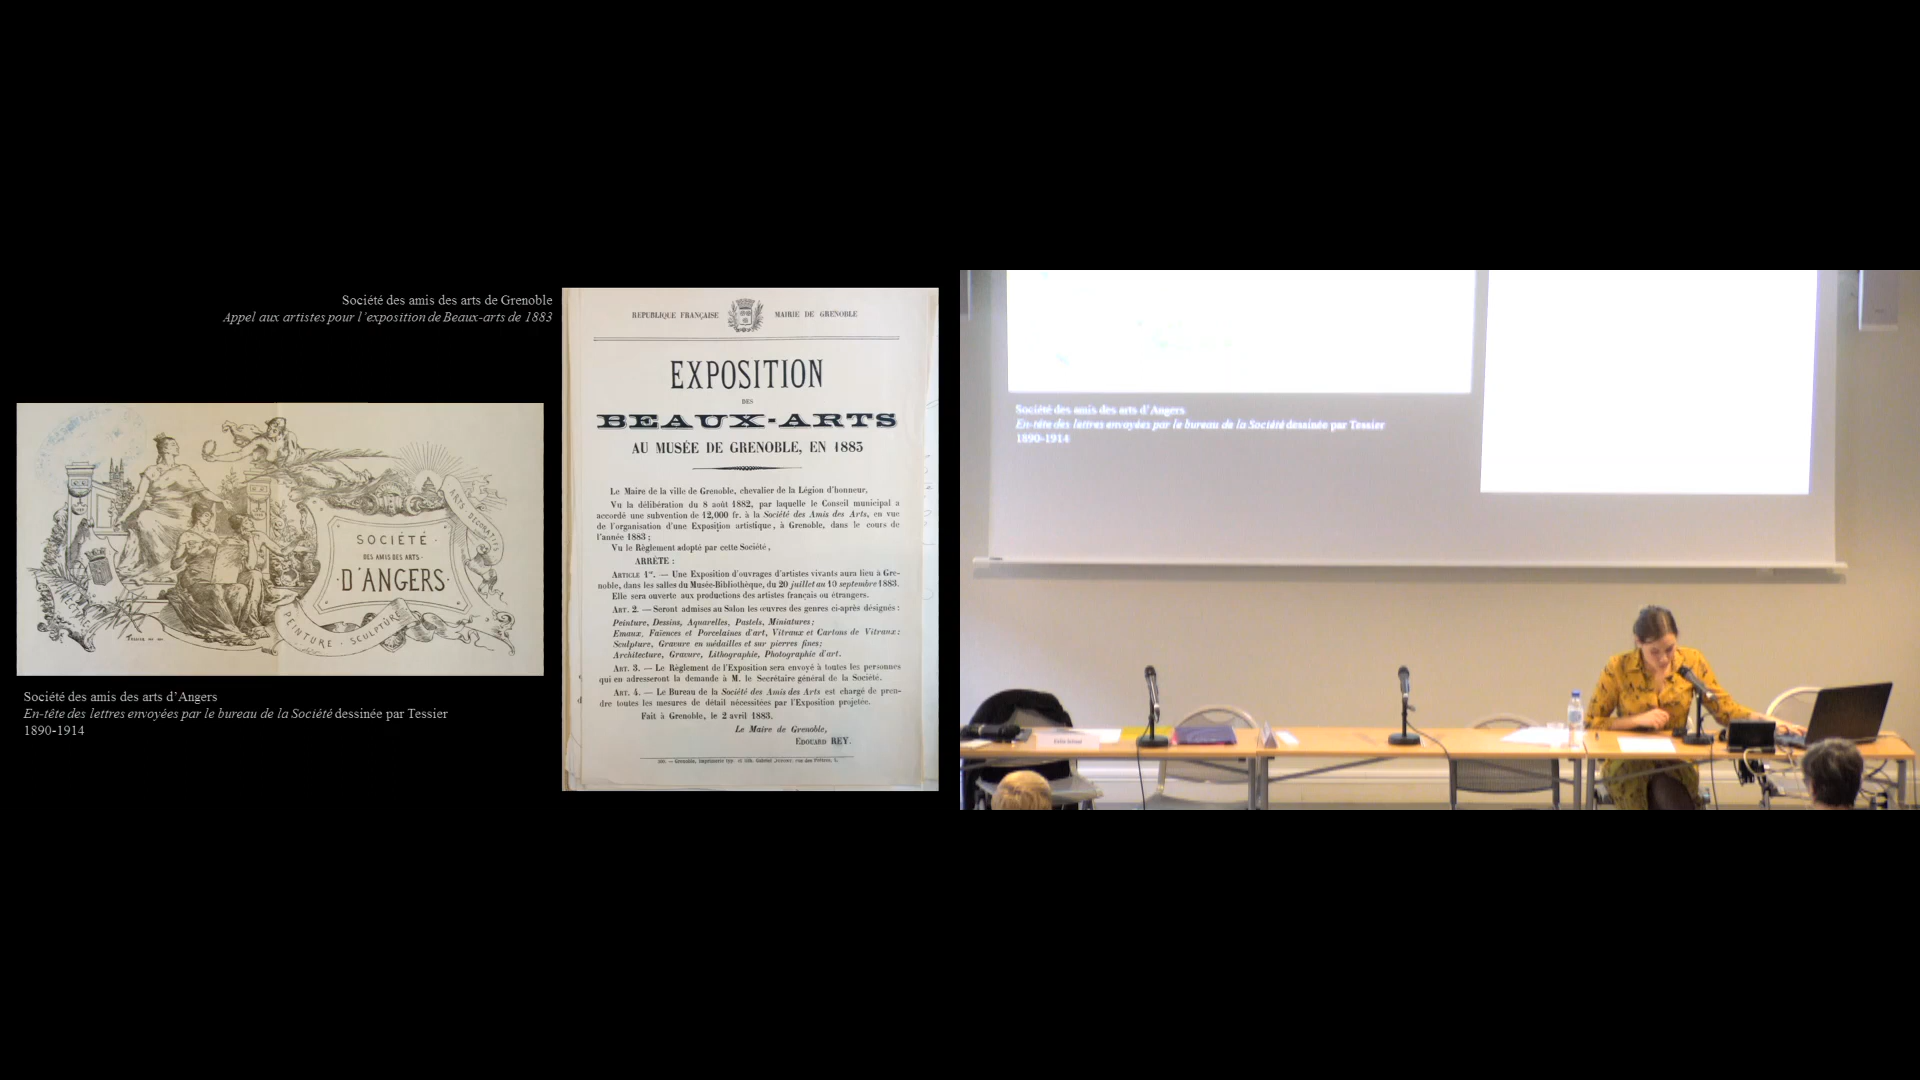 Société des amis des arts de Grenoble
Appel aux artistes pour l'exposition de Beaux-arts de 1883
SOCIÉTÉ
DES AMIS DES ARTS
D'ANGERS
ARTS DÉCORATIFS
PEINTURE · SCULPTURE
Société des amis des arts d'Angers
En-tête des lettres envoyées par le bureau de la Société dessinée par Tessier
1890-1914
REPUBLIQUE FRANÇAISE
MAIRIE DE GRENOBLE
EXPOSITION
DES
BEAUX-ARTS
AU MUSÉE DE GRENOBLE, EN 1883
Le Maire de la ville de Grenoble, chevalier de la Légion d'honneur,
Vu la délibération du 8 août 1882, par laquelle le Conseil municipal a
accordé une subvention de 12,000 fr. à la Société des Amis des Arts, en vue
de l'organisation d'une Exposition artistique, à Grenoble, dans le cours de
l'année 1883 ;
Vu le Règlement adopté par cette Société,
ARRÊTE :
ARTICLE 1er. — Une Exposition d'ouvrages d'artistes vivants aura lieu à Gre-
noble, dans les salles du Musée-Bibliothèque, du 20 juillet au 10 septembre 1883.
Elle sera ouverte aux productions des artistes français ou étrangers.
ART. 2. — Seront admises au Salon les œuvres des genres ci-après désignés :
Peinture, Dessins, Aquarelles, Pastels, Miniatures ;
Emaux, Faïences et Porcelaines d'art, Vitraux et Cartons de Vitraux ;
Sculpture, Gravure en médailles et sur pierres fines ;
Architecture, Gravure, Lithographie, Photographie d'art.
ART. 3. — Le Règlement de l'Exposition sera envoyé à toutes les personnes
qui en adresseront la demande à M. le Secrétaire général de la Société.
ART. 4. — Le Bureau de la Société des Amis des Arts est chargé de pren-
dre toutes les mesures de détail nécessitées par l'Exposition projetée.
Fait à Grenoble, le 2 avril 1883.
Le Maire de Grenoble,
EDOUARD REY.
Société des amis des arts d'Angers
En-tête des lettres envoyées par le bureau de la Société dessinée par Tessier
1890-1914